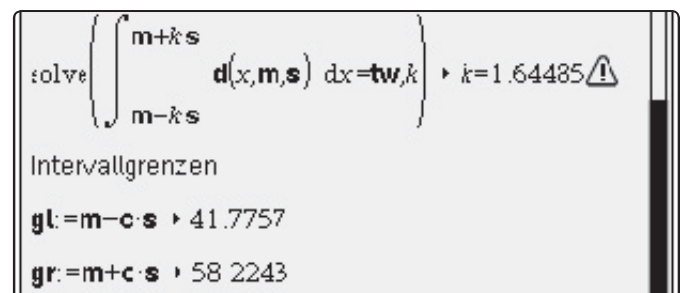 m+k s
solve( ∫ d(x,m,s) dx=tw,k) ▸ k=1.64485⚠
m−k s
Intervallgrenzen
gl:=m−c·s ▸ 41.7757
gr:=m+c·s ▸ 58 2243